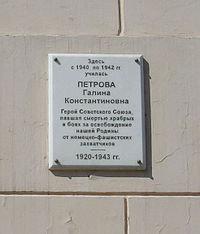 Здесь
с 1940 по 1942 гг.
училась
ПЕТРОВА
Галина
Константиновна
Герой Советского Союза,
павшая смертью храбрых
в боях за освобождение
нашей Родины
от немецко-фашистских
захватчиков
1920-1943 гг.